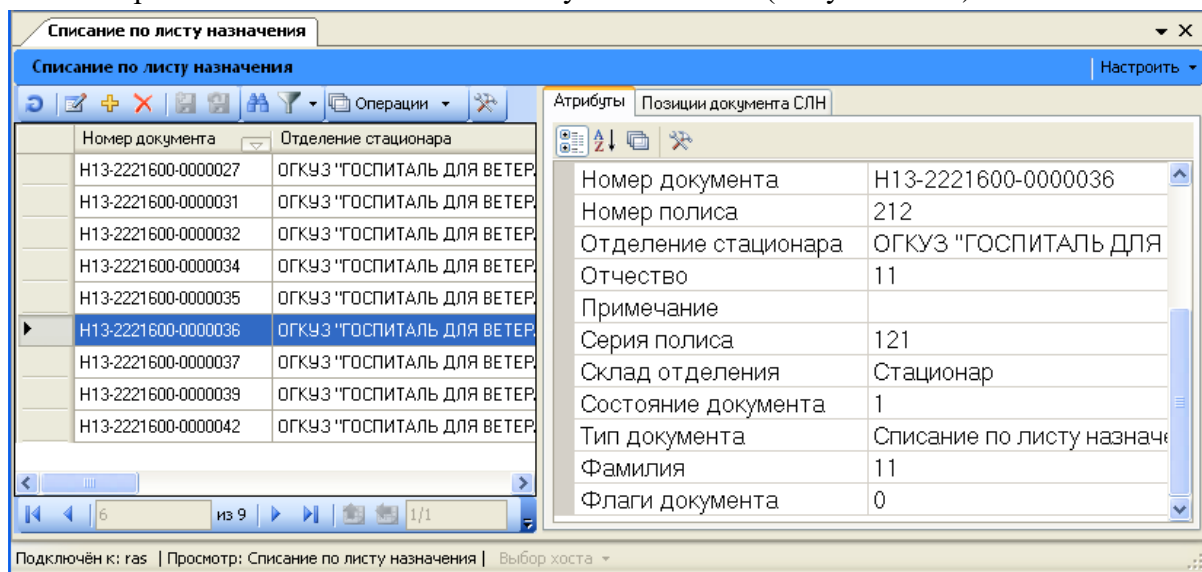 Списание по листу назначения
Списание по листу назначения
Настроить
Операции
Номер документа Отделение стационара
Н13-2221600-0000027 ОГКУЗ "ГОСПИТАЛЬ ДЛЯ ВЕТЕР.
Н13-2221600-0000031 ОГКУЗ "ГОСПИТАЛЬ ДЛЯ ВЕТЕР.
Н13-2221600-0000032 ОГКУЗ "ГОСПИТАЛЬ ДЛЯ ВЕТЕР.
Н13-2221600-0000034 ОГКУЗ "ГОСПИТАЛЬ ДЛЯ ВЕТЕР.
Н13-2221600-0000035 ОГКУЗ "ГОСПИТАЛЬ ДЛЯ ВЕТЕР.
Н13-2221600-0000036 ОГКУЗ "ГОСПИТАЛЬ ДЛЯ ВЕТЕР.
Н13-2221600-0000037 ОГКУЗ "ГОСПИТАЛЬ ДЛЯ ВЕТЕР.
Н13-2221600-0000039 ОГКУЗ "ГОСПИТАЛЬ ДЛЯ ВЕТЕР.
Н13-2221600-0000042 ОГКУЗ "ГОСПИТАЛЬ ДЛЯ ВЕТЕР.
6 из 9 1/1
Атрибуты Позиции документа СЛН
Номер документа Н13-2221600-0000036
Номер полиса 212
Отделение стационара ОГКУЗ "ГОСПИТАЛЬ ДЛЯ
Отчество 11
Примечание
Серия полиса 121
Склад отделения Стационар
Состояние документа 1
Тип документа Списание по листу назначе
Фамилия 11
Флаги документа 0
Подключён к: ras | Просмотр: Списание по листу назначения | Выбор хоста